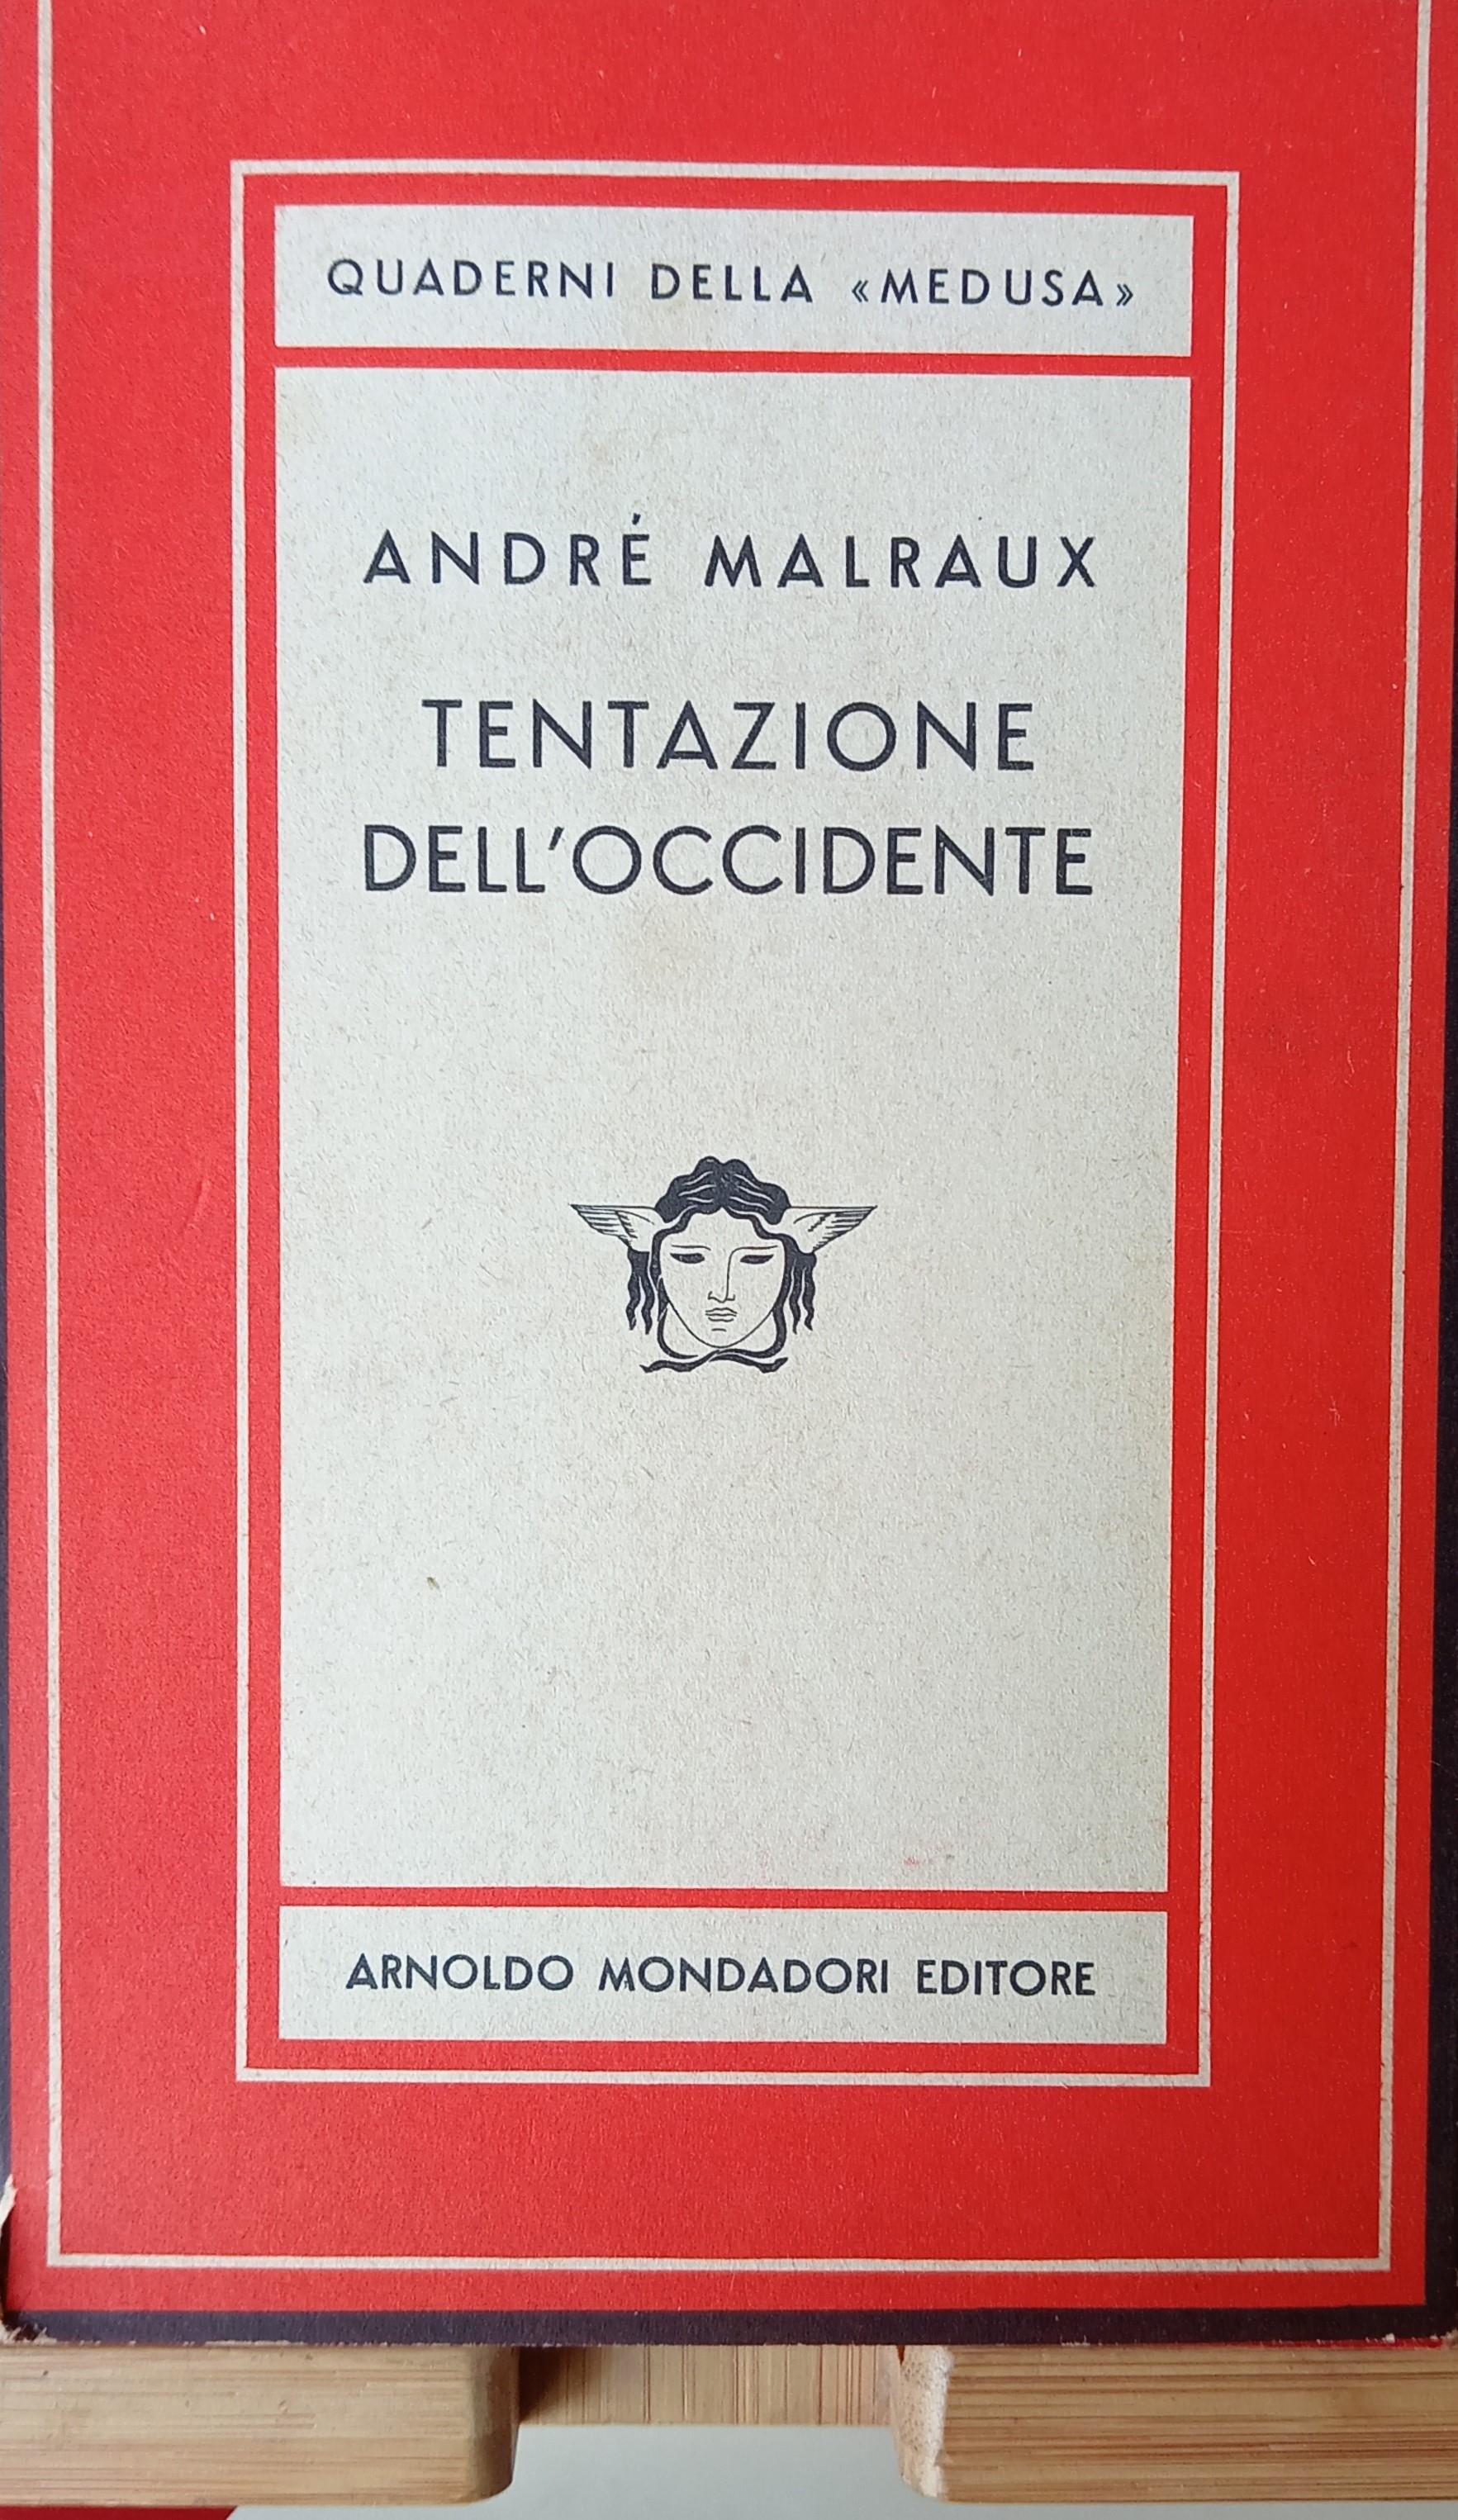 QUADERNI DELLA «MEDUSA»
ANDRÉ MALRAUX
TENTAZIONE
DELL'OCCIDENTE
ARNOLDO MONDADORI EDITORE